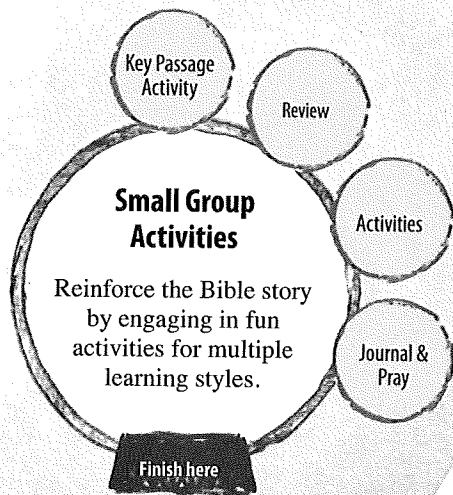 Key Passage
Activity
Review
Small Group
Activities
Activities
Reinforce the Bible story
by engaging in fun
activities for multiple
learning styles.
Journal &
Pray
Finish here